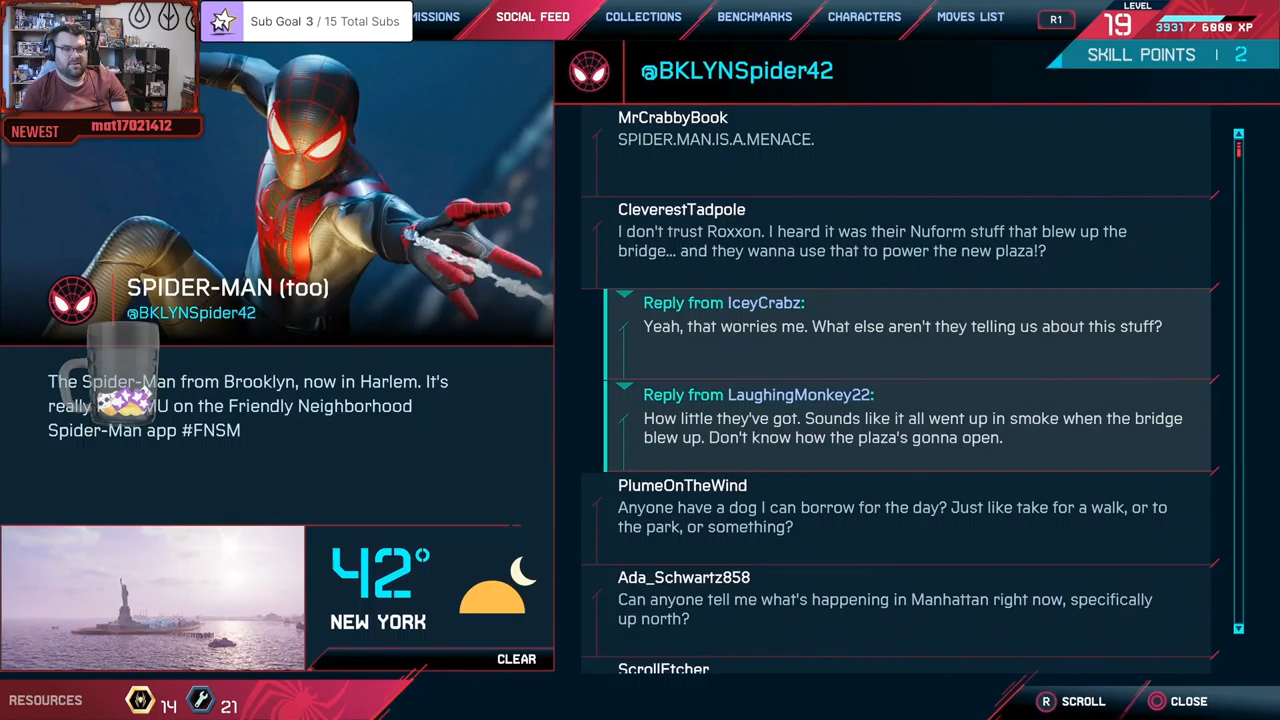 Sub Goal 3 / 15 Total Subs
MISSIONS
SOCIAL FEED
COLLECTIONS
BENCHMARKS
CHARACTERS
MOVES LIST
R1
LEVEL
19
3931 / 6000 XP
SKILL POINTS | 2
NEWEST
mat17021412
@BKLYNSpider42
SPIDER-MAN (too)
@BKLYNSpider42
The Spider-Man from Brooklyn, now in Harlem. It's
really
U on the Friendly Neighborhood
Spider-Man app #FNSM
42°
NEW YORK
CLEAR
MrCrabbyBook
SPIDER.MAN.IS.A.MENACE.
CleverestTadpole
I don't trust Roxxon. I heard it was their Nuform stuff that blew up the
bridge... and they wanna use that to power the new plaza!?
Reply from IceyCrabz:
Yeah, that worries me. What else aren't they telling us about this stuff?
Reply from LaughingMonkey22:
How little they've got. Sounds like it all went up in smoke when the bridge
blew up. Don't know how the plaza's gonna open.
PlumeOnTheWind
Anyone have a dog I can borrow for the day? Just like take for a walk, or to
the park, or something?
Ada_Schwartz858
Can anyone tell me what's happening in Manhattan right now, specifically
up north?
ScrollEtcher
RESOURCES
14
21
R SCROLL
CLOSE